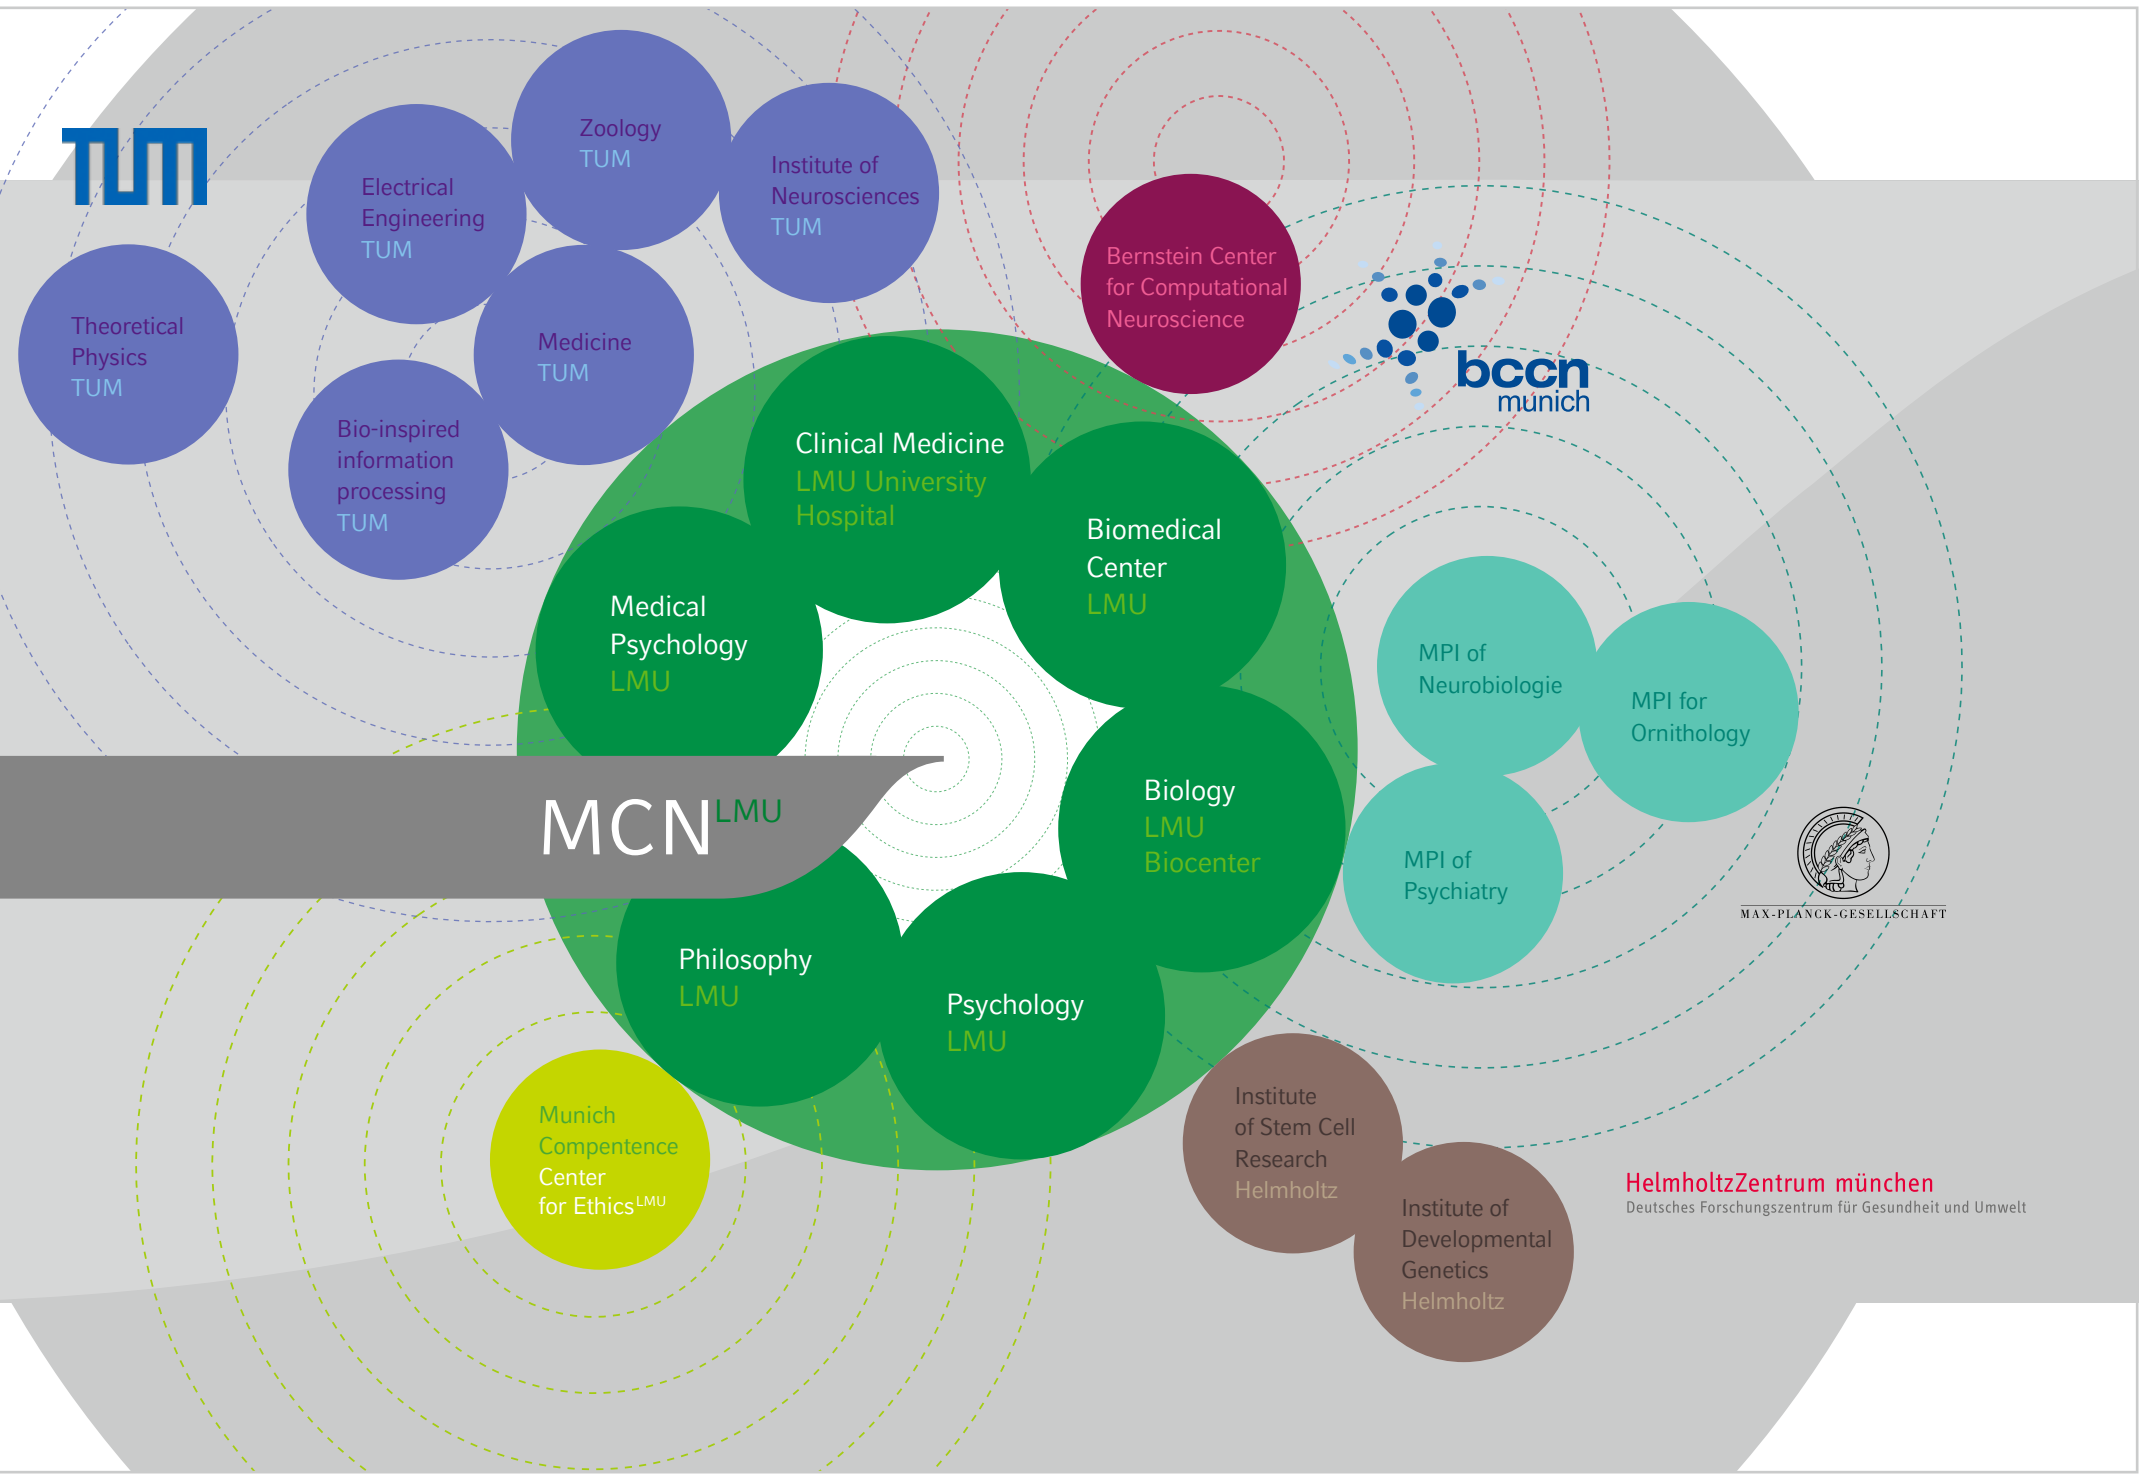 TUM
Zoology
TUM
Institute of
Neurosciences
TUM
Electrical
Engineering
TUM
Theoretical
Physics
TUM
Medicine
TUM
Bio-inspired
information
processing
TUM
Bernstein Center
for Computational
Neuroscience
bccn
munich
Clinical Medicine
LMU University
Hospital
Biomedical
Center
LMU
Medical
Psychology
LMU
MCN LMU
Biology
LMU
Biocenter
Philosophy
LMU
Psychology
LMU
MPI of
Neurobiologie
MPI for
Ornithology
MPI of
Psychiatry
MAX-PLANCK-GESELLSCHAFT
Munich
Compentence
Center
for Ethics LMU
Institute
of Stem Cell
Research
Helmholtz
Institute of
Developmental
Genetics
Helmholtz
HelmholtzZentrum münchen
Deutsches Forschungszentrum für Gesundheit und Umwelt